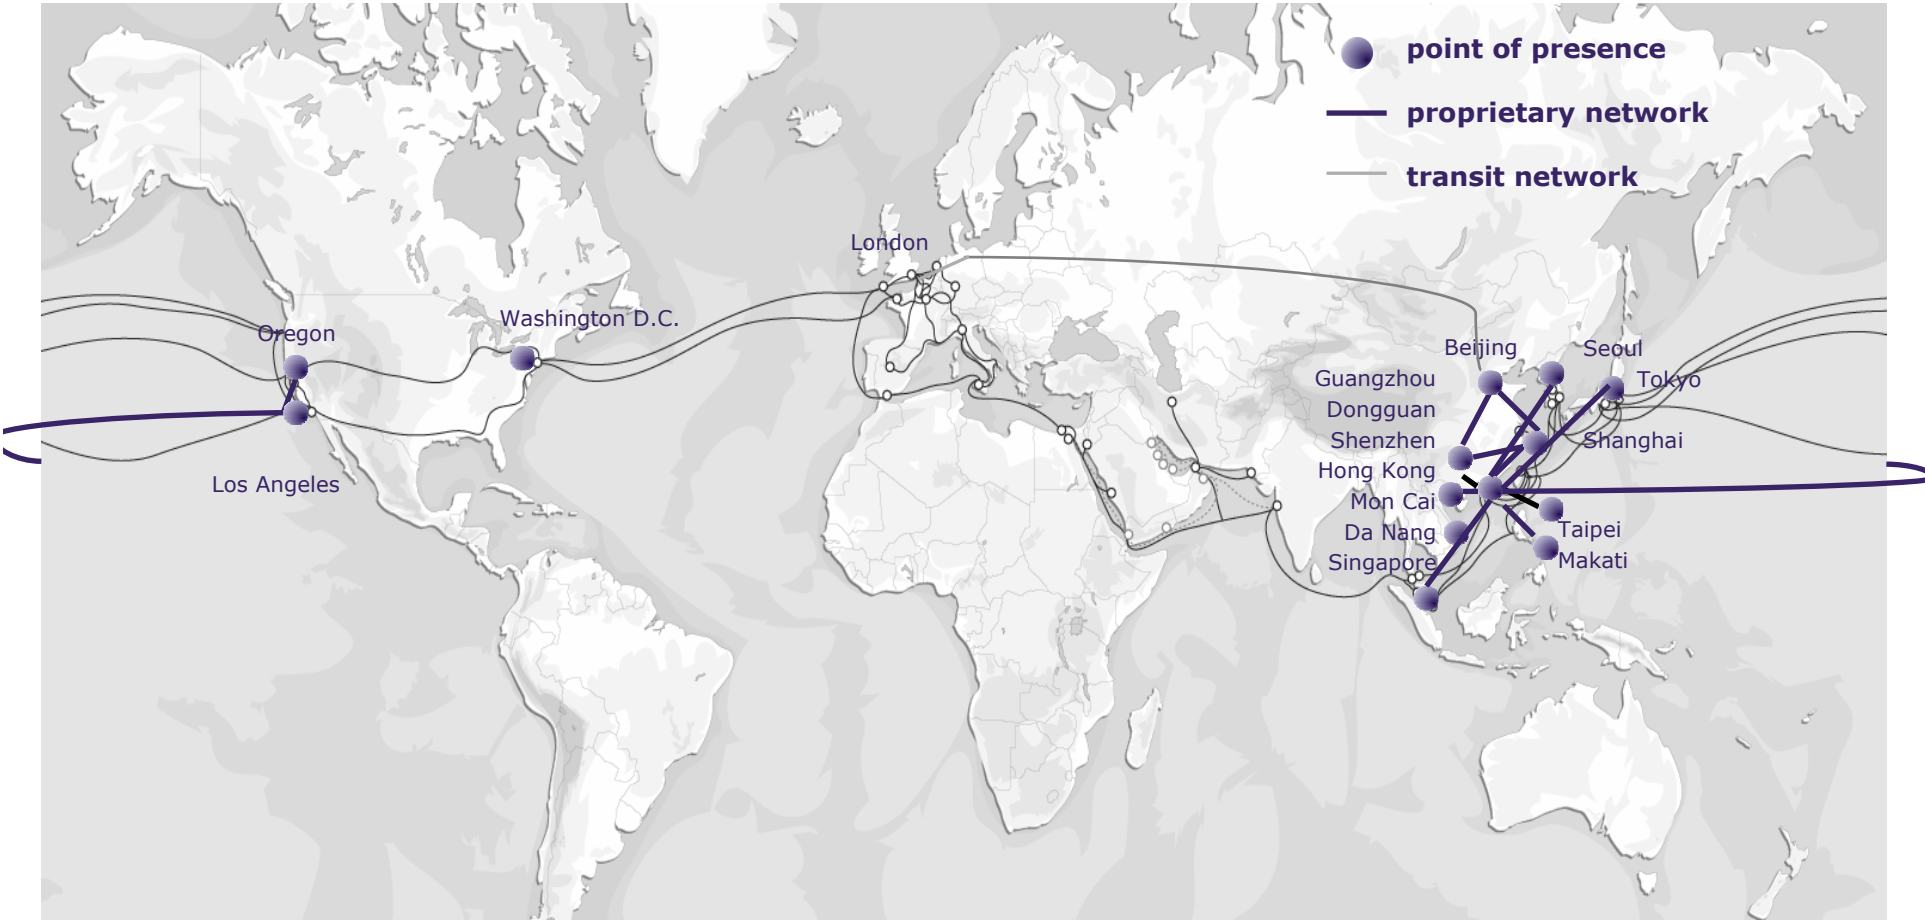 point of presence
proprietary network
transit network
London
Washington D.C.
Oregon
Los Angeles
Beijing
Seoul
Guangzhou
Tokyo
Dongguan
Shenzhen
Shanghai
Hong Kong
Mon Cai
Da Nang
Taipei
Singapore
Makati